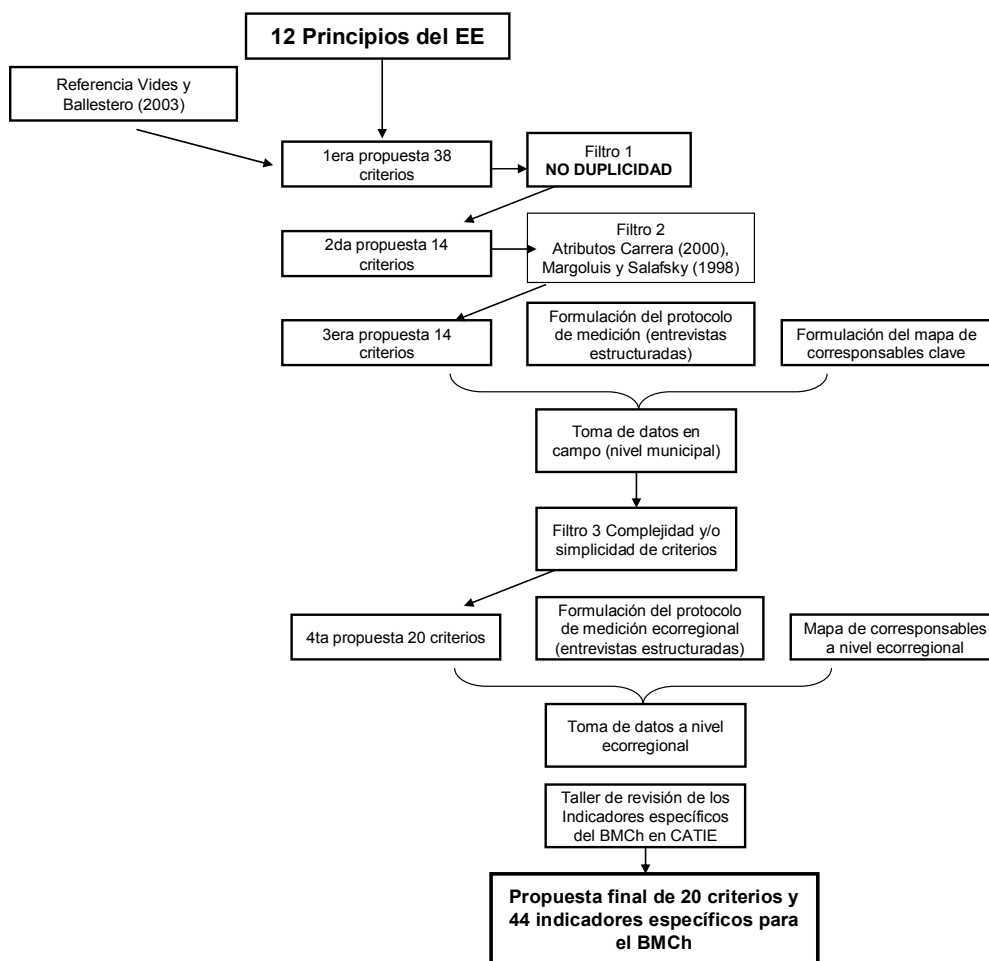 12 Principios del EE
Referencia Vides y
Ballestero (2003)
1era propuesta 38
criterios
Filtro 1
NO DUPLICIDAD
2da propuesta 14
criterios
Filtro 2
Atributos Carrera (2000),
Margoluis y Salafsky (1998)
3era propuesta 14
criterios
Formulación del protocolo
de medición (entrevistas
estructuradas)
Formulación del mapa de
corresponsables clave
Toma de datos en
campo (nivel municipal)
Filtro 3 Complejidad y/o
simplicidad de criterios
4ta propuesta 20 criterios
Formulación del protocolo
de medición ecorregional
(entrevistas estructuradas)
Mapa de corresponsables
a nivel ecorregional
Toma de datos a nivel
ecorregional
Taller de revisión de los
Indicadores específicos
del BMCh en CATIE
Propuesta final de 20 criterios y
44 indicadores específicos para
el BMCh